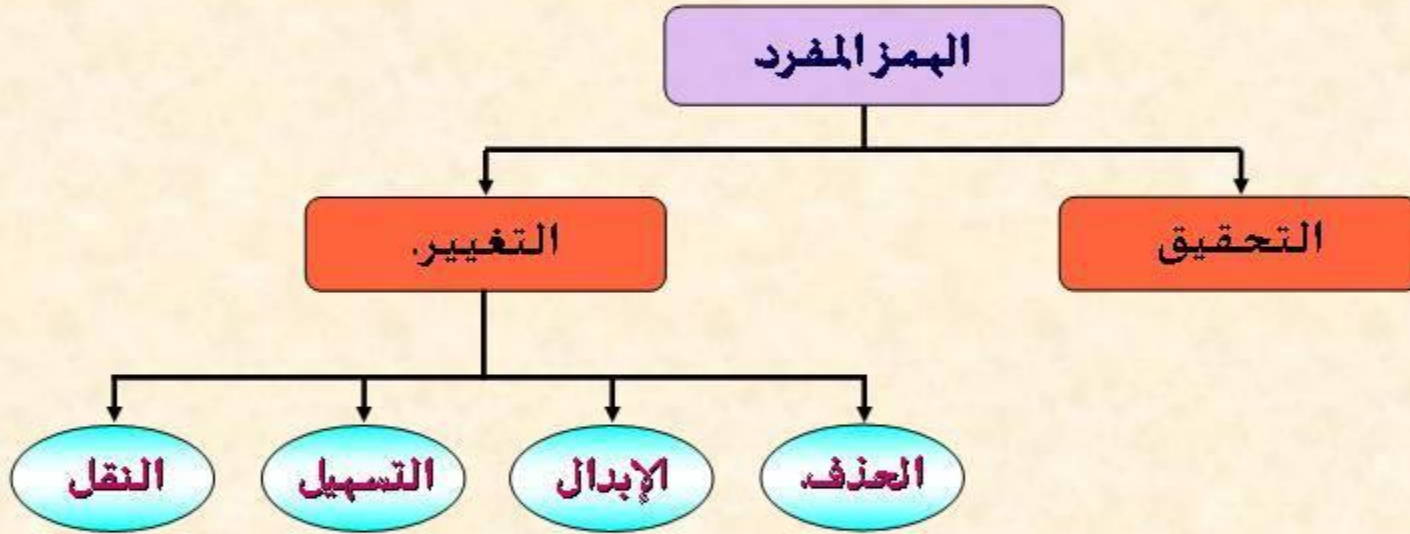 الهمز المفرد
التحقيق
التغيير.
الحذف
الإبدال
التسهيل
النقل